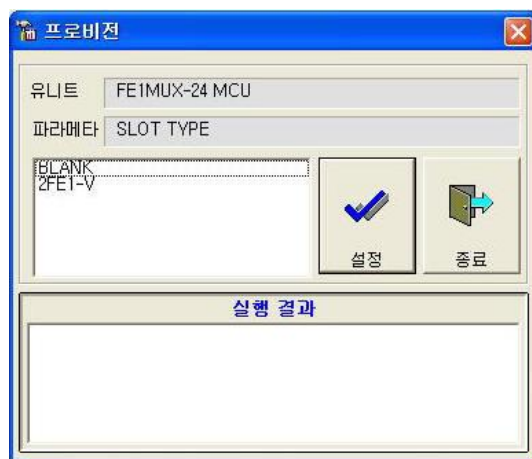 프로비전
유니트 FE1MUX-24 MCU
파라메타 SLOT TYPE
BLANK
2FE1-V
설정 종료
실행 결과